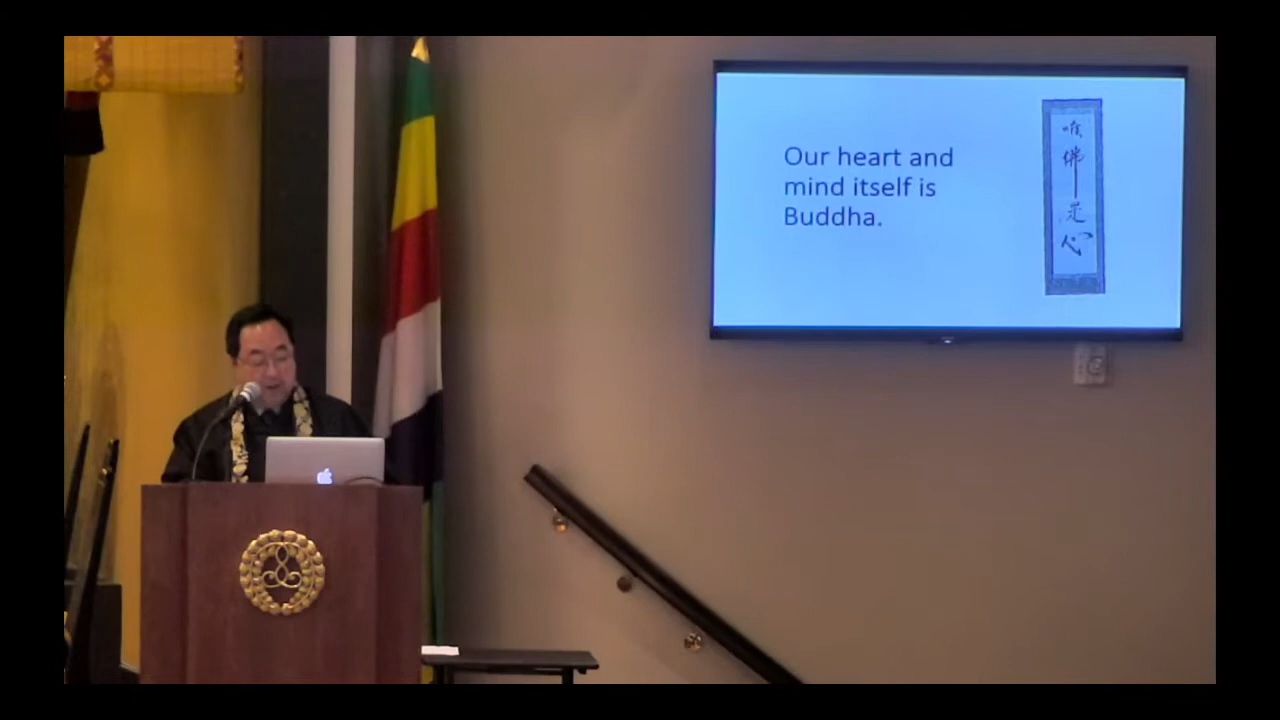 Our heart and
mind itself is
Buddha.
唯
佛
是
心